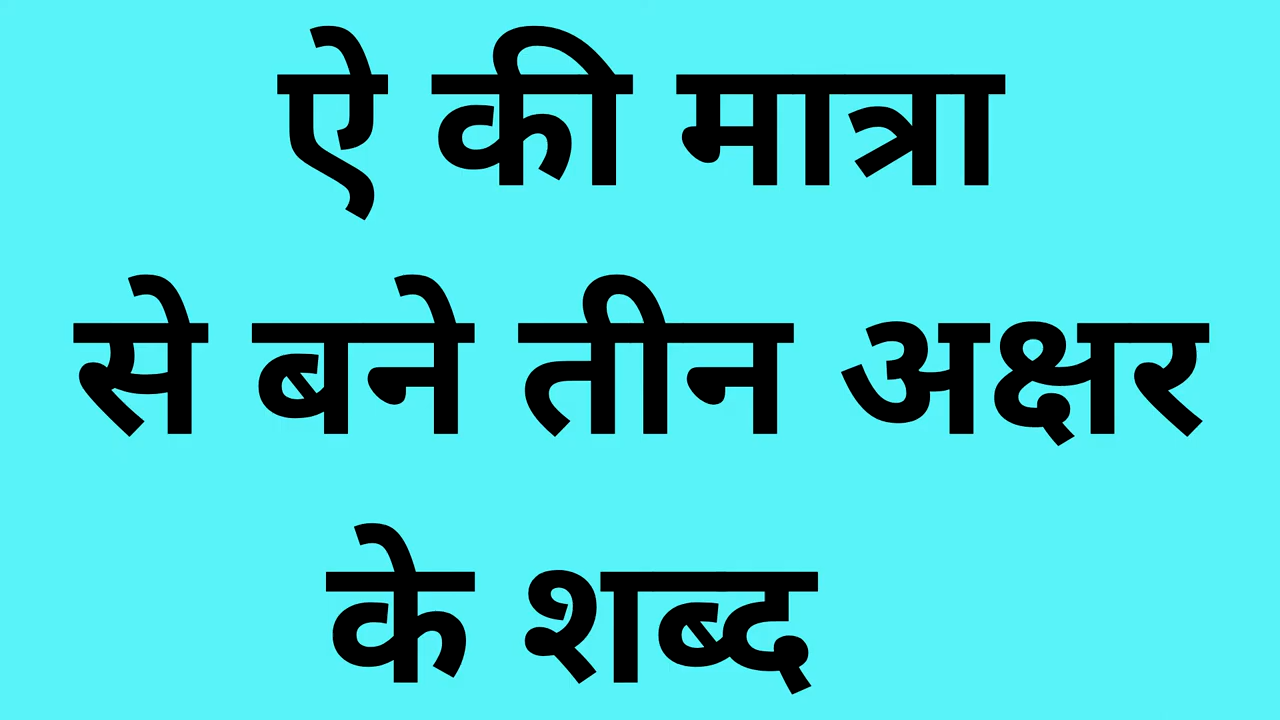 ऐ की मात्रा
से बने तीन अक्षर
के शब्द